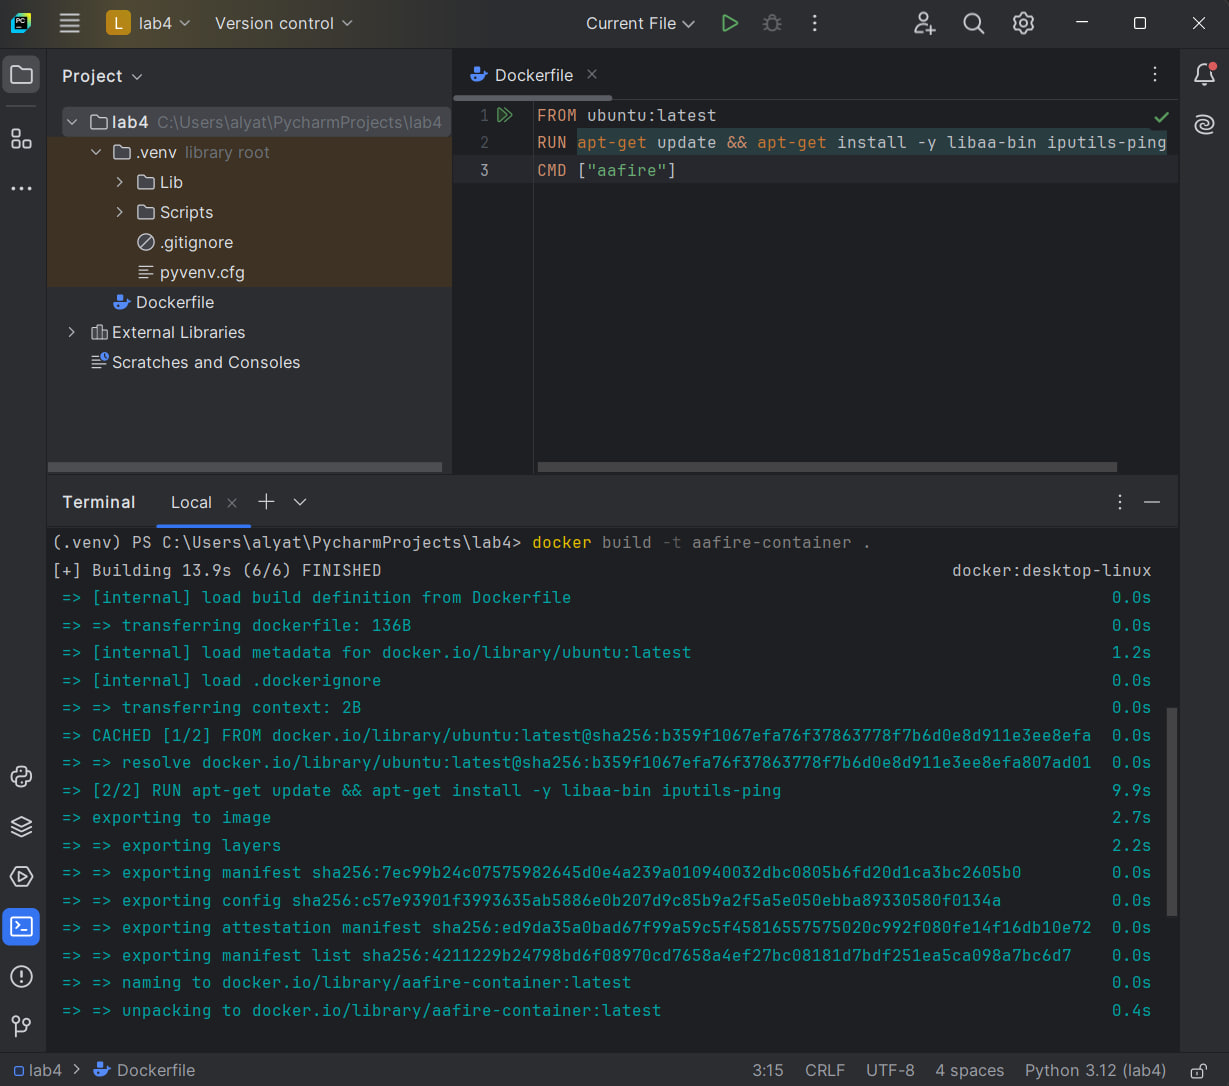 PC L lab4 Version control Current File
Project
lab4 C:\Users\alyat\PycharmProjects\lab4
.venv library root
Lib
Scripts
.gitignore
pyvenv.cfg
Dockerfile
External Libraries
Scratches and Consoles
Dockerfile
1 FROM ubuntu:latest
2 RUN apt-get update && apt-get install -y libaa-bin iputils-ping
3 CMD ["aafire"]
Terminal Local
(.venv) PS C:\Users\alyat\PycharmProjects\lab4> docker build -t aafire-container .
[+] Building 13.9s (6/6) FINISHED docker:desktop-linux
=> [internal] load build definition from Dockerfile 0.0s
=> => transferring dockerfile: 136B 0.0s
=> [internal] load metadata for docker.io/library/ubuntu:latest 1.2s
=> [internal] load .dockerignore 0.0s
=> => transferring context: 2B 0.0s
=> CACHED [1/2] FROM docker.io/library/ubuntu:latest@sha256:b359f1067efa76f37863778f7b6d0e8d911e3ee8efa 0.0s
=> => resolve docker.io/library/ubuntu:latest@sha256:b359f1067efa76f37863778f7b6d0e8d911e3ee8efa807ad01 0.0s
=> [2/2] RUN apt-get update && apt-get install -y libaa-bin iputils-ping 9.9s
=> exporting to image 2.7s
=> => exporting layers 2.2s
=> => exporting manifest sha256:7ec99b24c07575982645d0e4a239a010940032dbc0805b6fd20d1ca3bc2605b0 0.0s
=> => exporting config sha256:c57e93901f3993635ab5886e0b207d9c85b9a2f5a5e050ebba89330580f0134a 0.0s
=> => exporting attestation manifest sha256:ed9da35a0bad67f99a59c5f45816557575020c992f080fe14f16db10e72 0.0s
=> => exporting manifest list sha256:4211229b24798bd6f08970cd7658a4ef27bc08181d7bdf251ea5ca098a7bc6d7 0.0s
=> => naming to docker.io/library/aafire-container:latest 0.0s
=> => unpacking to docker.io/library/aafire-container:latest 0.4s
lab4 > Dockerfile 3:15 CRLF UTF-8 4 spaces Python 3.12 (lab4)